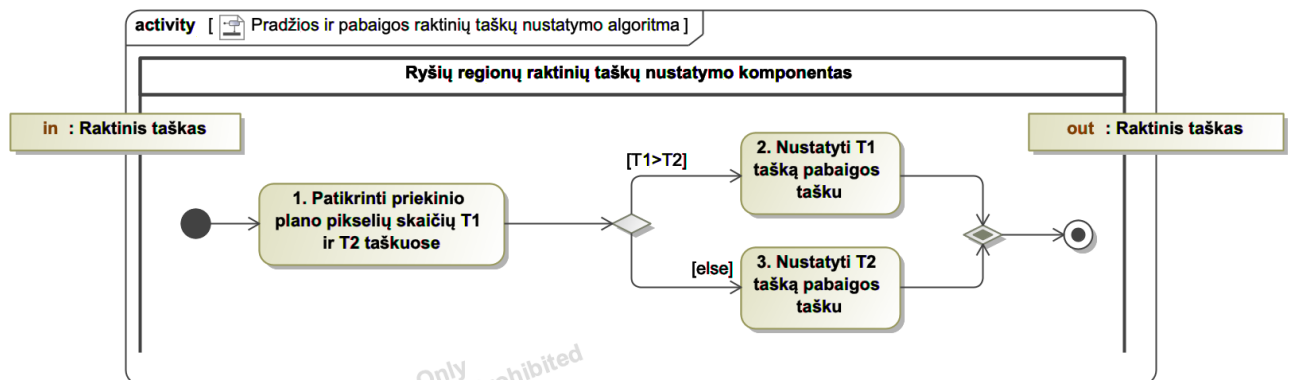 activity [ Pradžios ir pabaigos raktinių taškų nustatymo algoritma ]
Ryšių regionų raktinių taškų nustatymo komponentas
in : Raktinis taškas
out : Raktinis taškas
1. Patikrinti priekinio
plano pikselių skaičių T1
ir T2 taškuose
[T1>T2]
2. Nustatyti T1
tašką pabaigos
tašku
[else]
3. Nustatyti T2
tašką pabaigos
tašku
Only